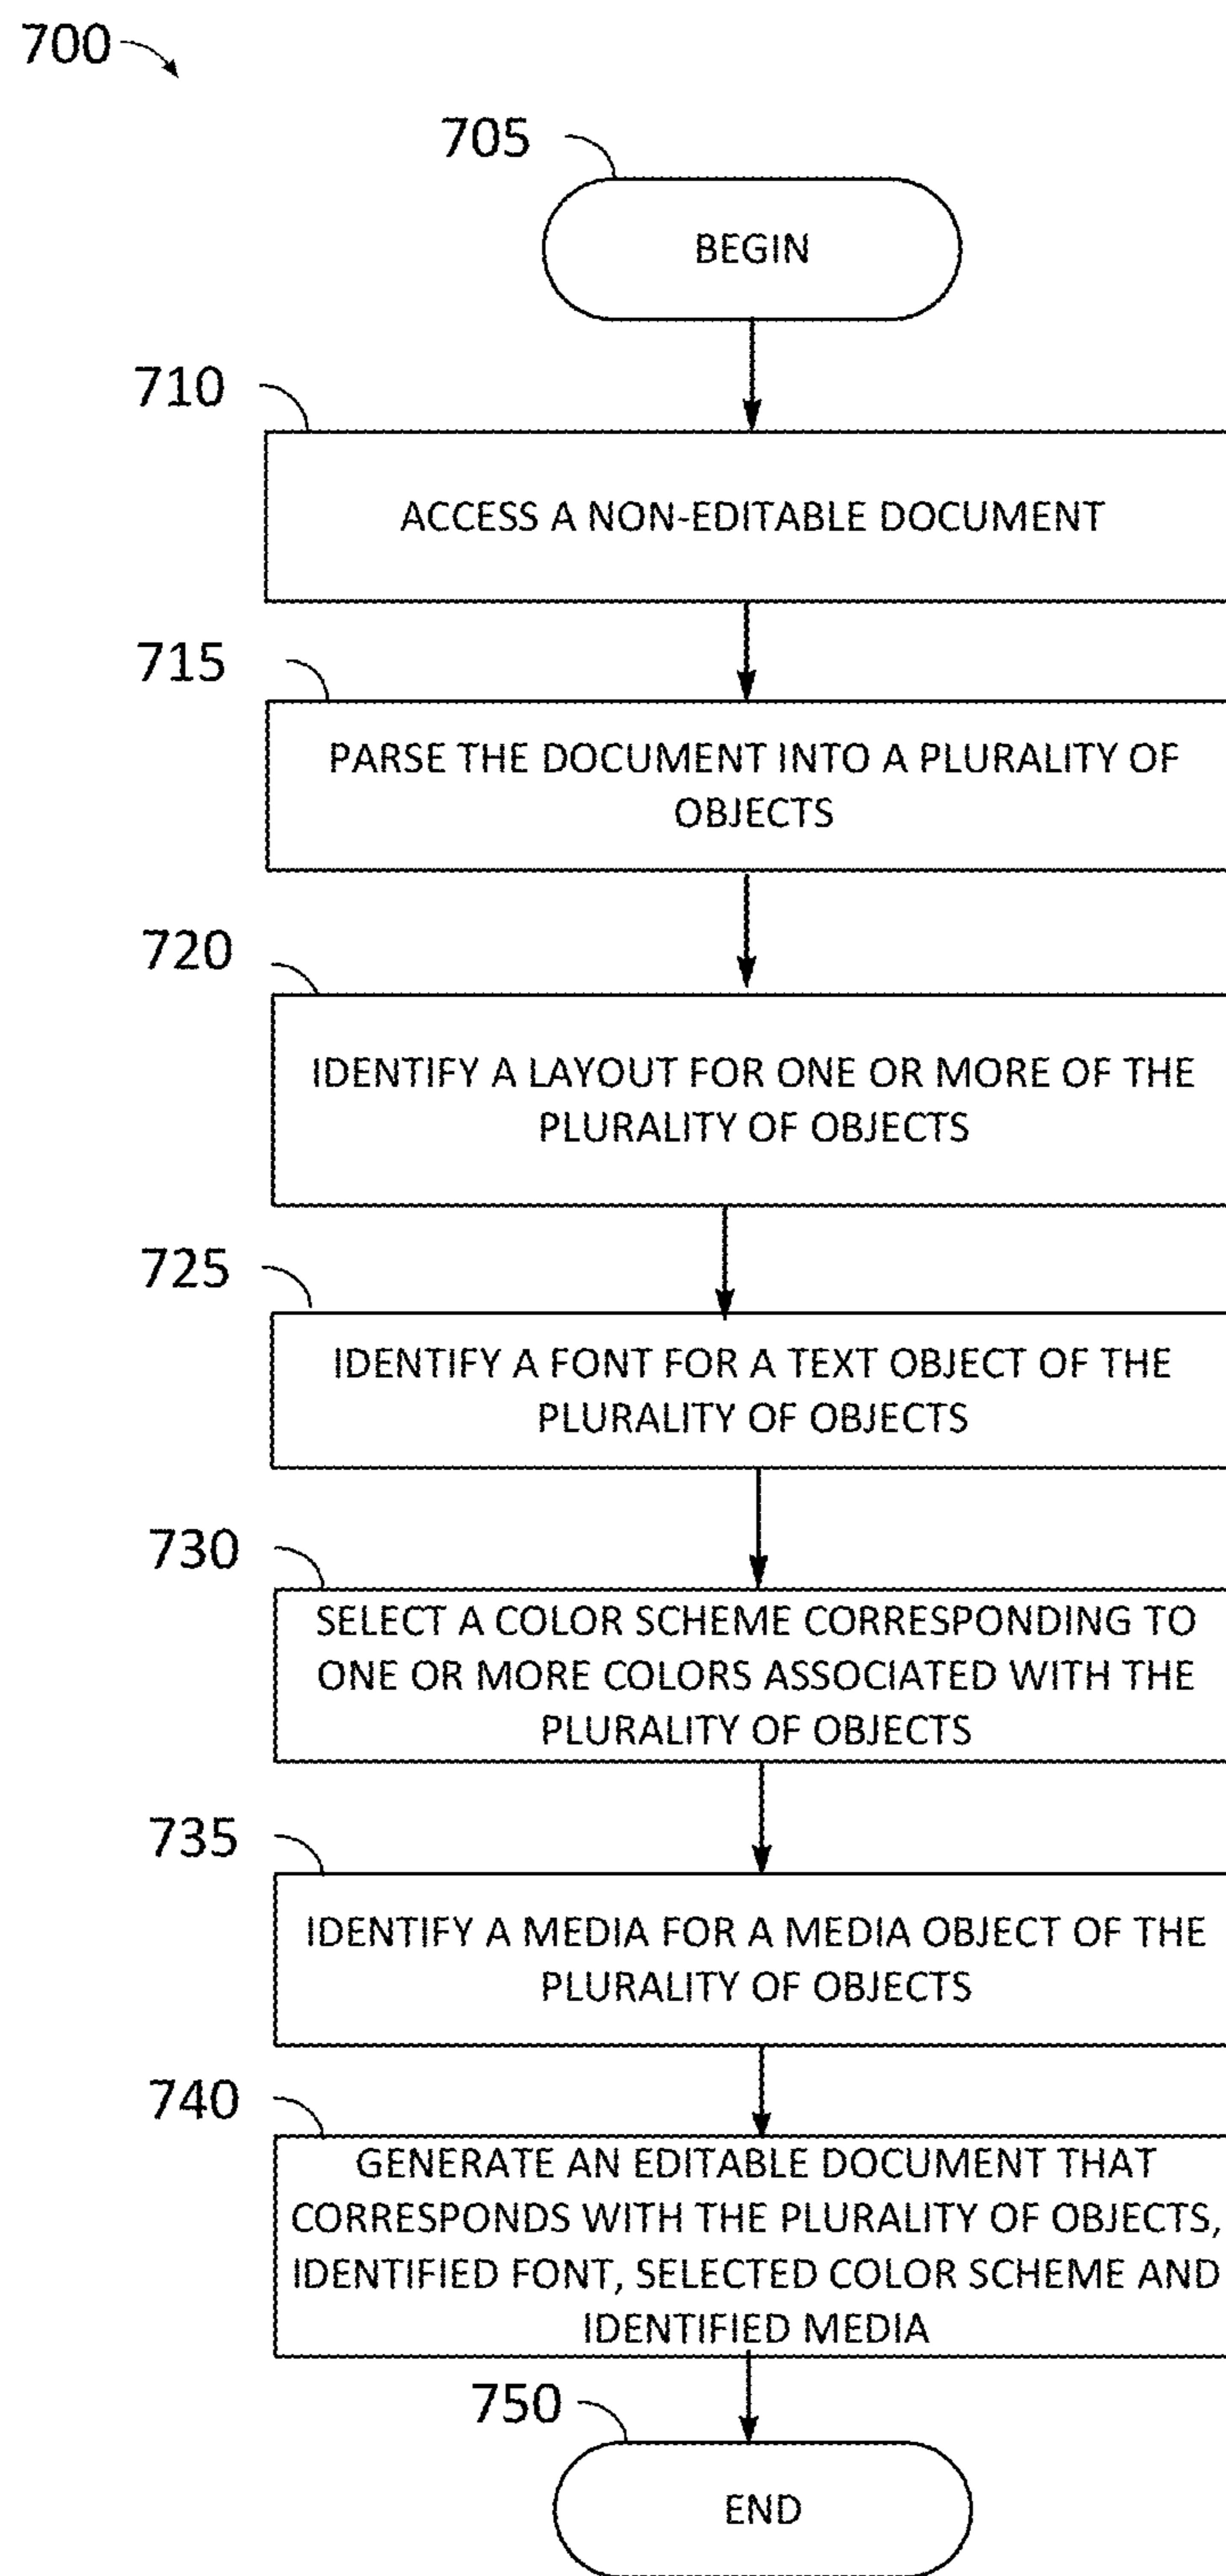 700
705
BEGIN
710
ACCESS A NON-EDITABLE DOCUMENT
715
PARSE THE DOCUMENT INTO A PLURALITY OF
OBJECTS
720
IDENTIFY A LAYOUT FOR ONE OR MORE OF THE
PLURALITY OF OBJECTS
725
IDENTIFY A FONT FOR A TEXT OBJECT OF THE
PLURALITY OF OBJECTS
730
SELECT A COLOR SCHEME CORRESPONDING TO
ONE OR MORE COLORS ASSOCIATED WITH THE
PLURALITY OF OBJECTS
735
IDENTIFY A MEDIA FOR A MEDIA OBJECT OF THE
PLURALITY OF OBJECTS
740
GENERATE AN EDITABLE DOCUMENT THAT
CORRESPONDS WITH THE PLURALITY OF OBJECTS,
IDENTIFIED FONT, SELECTED COLOR SCHEME AND
IDENTIFIED MEDIA
750
END